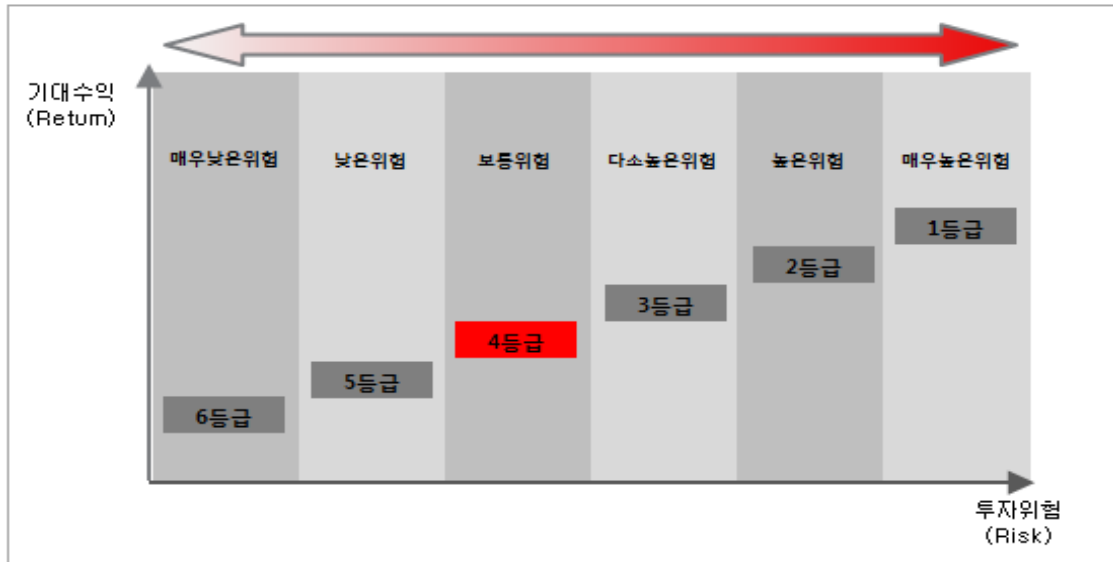 기대수익
(Return)
매우낮은위험 낮은위험 보통위험 다소높은위험 높은위험 매우높은위험
1등급
2등급
3등급
4등급
5등급
6등급
투자위험
(Risk)